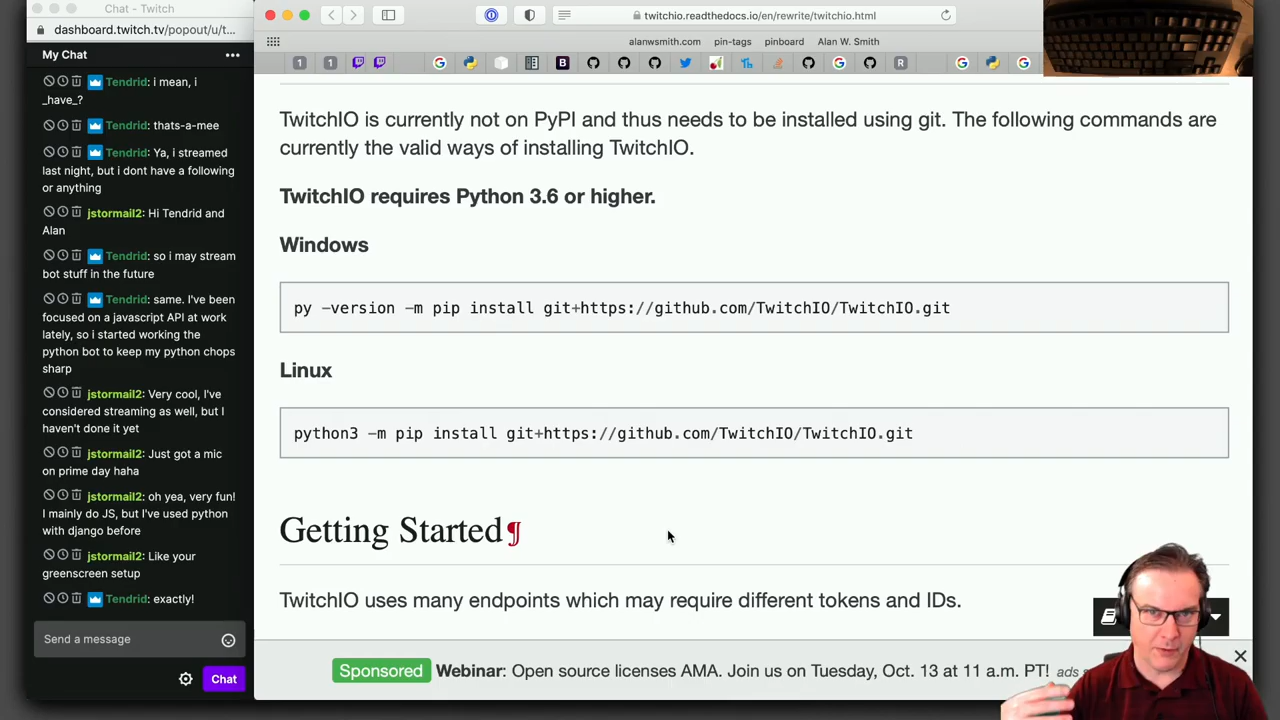 Chat - Twitch
dashboard.twitch.tv/popout/u/t...
My Chat
Tendrid: i mean, i
_have_?
Tendrid: thats-a-mee
Tendrid: Ya, i streamed
last night, but i dont have a following
or anything
jstormail2: Hi Tendrid and
Alan
Tendrid: so i may stream
bot stuff in the future
Tendrid: same. I've been
focused on a javascript API at work
lately, so i started working the
python bot to keep my python chops
sharp
jstormail2: Very cool, I've
considered streaming as well, but I
haven't done it yet
jstormail2: Just got a mic
on prime day haha
jstormail2: oh yea, very fun!
I mainly do JS, but I've used python
with django before
jstormail2: Like your
greenscreen setup
Tendrid: exactly!
Send a message
Chat
twitchio.readthedocs.io/en/rewrite/twitchio.html
alanwsmith.com pin-tags pinboard Alan W. Smith
TwitchIO is currently not on PyPI and thus needs to be installed using git. The following commands are
currently the valid ways of installing TwitchIO.
TwitchIO requires Python 3.6 or higher.
Windows
py -version -m pip install git+https://github.com/TwitchIO/TwitchIO.git
Linux
python3 -m pip install git+https://github.com/TwitchIO/TwitchIO.git
Getting Started¶
TwitchIO uses many endpoints which may require different tokens and IDs.
Sponsored Webinar: Open source licenses AMA. Join us on Tuesday, Oct. 13 at 11 a.m. PT! ads